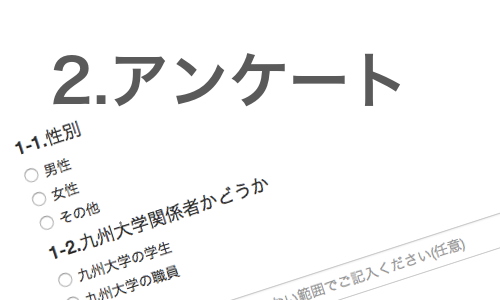 2.アンケート
1-1.性別
男性
女性
その他
1-2.九州大学関係者かどうか
九州大学の学生
九州大学の職員
い範囲でご記入ください(任意)